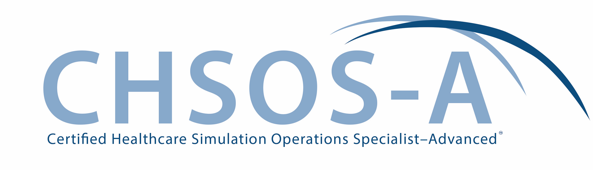 CHSOS-A
Certified Healthcare Simulation Operations Specialist–Advanced®